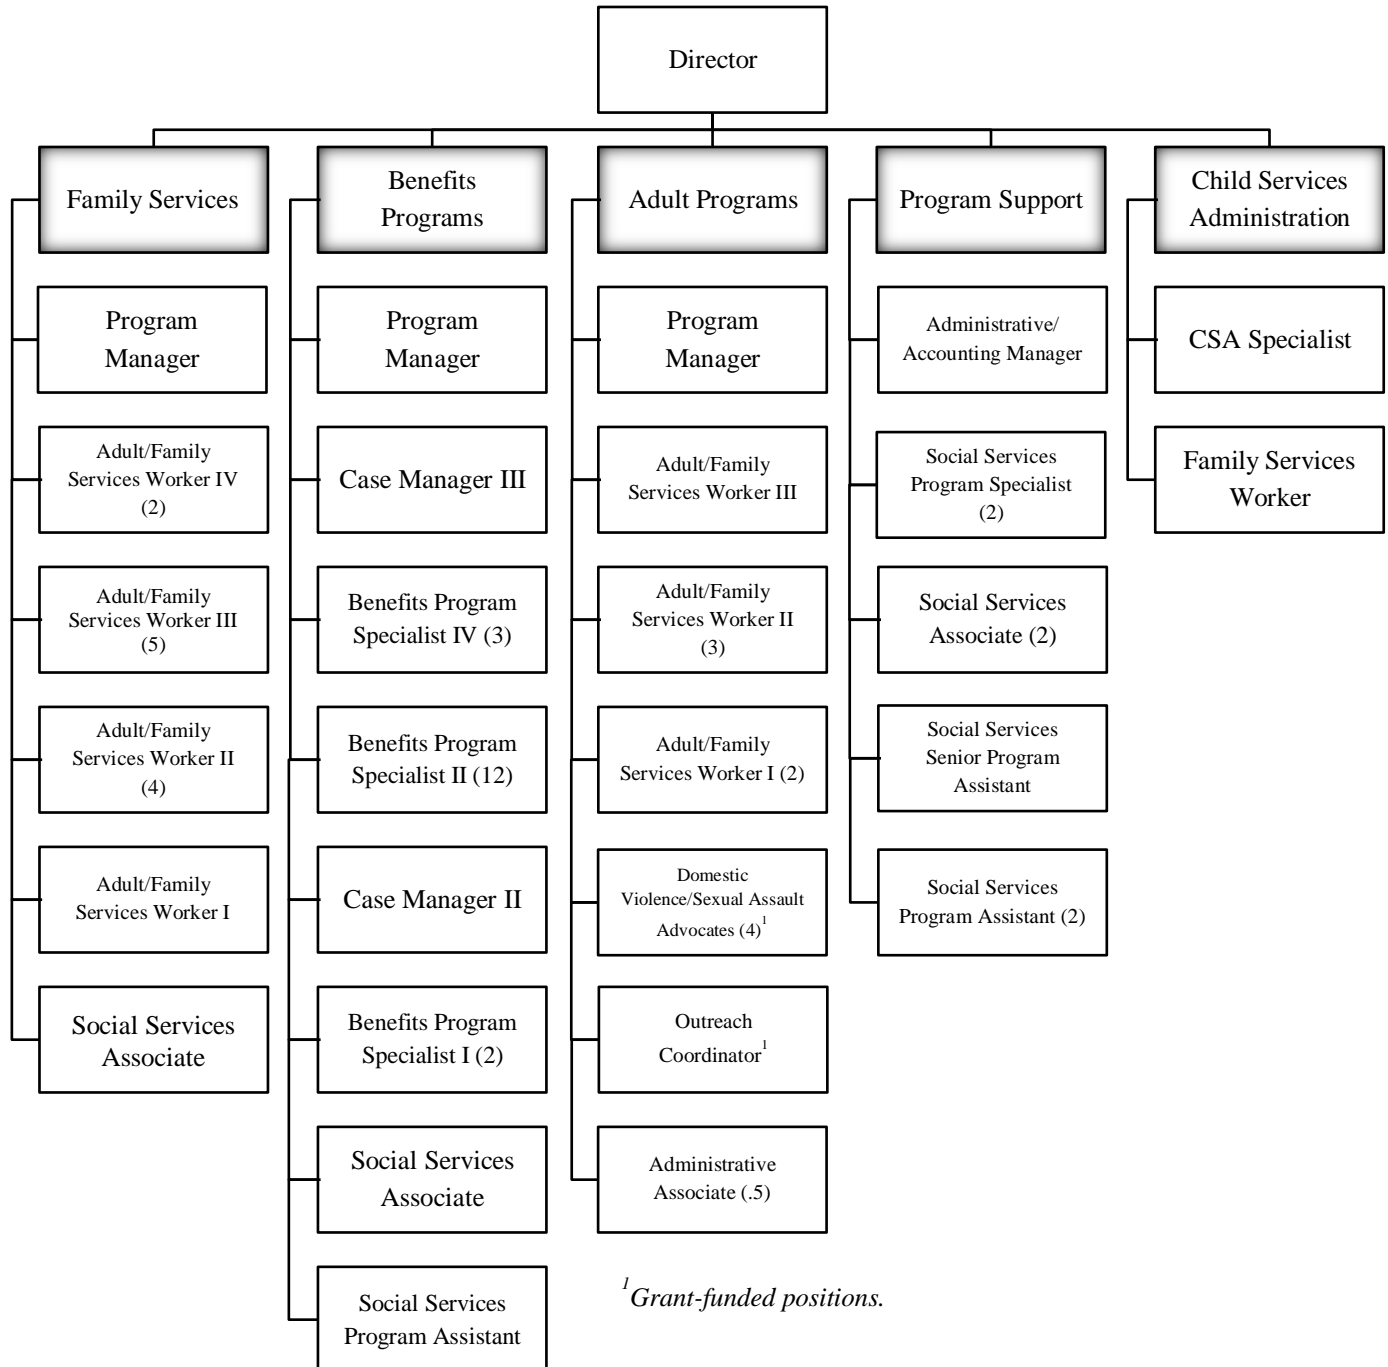 Director
Family Services
Program
Manager
Adult/Family
Services Worker IV
(2)
Adult/Family
Services Worker III
(5)
Adult/Family
Services Worker II
(4)
Adult/Family
Services Worker I
Social Services
Associate
Benefits
Programs
Program
Manager
Case Manager III
Benefits Program
Specialist IV (3)
Benefits Program
Specialist II (12)
Case Manager II
Benefits Program
Specialist I (2)
Social Services
Associate
Social Services
Program Assistant
Adult Programs
Program
Manager
Adult/Family
Services Worker III
Adult/Family
Services Worker II
(3)
Adult/Family
Services Worker I (2)
Domestic
Violence/Sexual Assault
Advocates (4)¹
Outreach
Coordinator¹
Administrative
Associate (.5)
Program Support
Administrative/
Accounting Manager
Social Services
Program Specialist
(2)
Social Services
Associate (2)
Social Services
Senior Program
Assistant
Social Services
Program Assistant (2)
Child Services
Administration
CSA Specialist
Family Services
Worker
¹Grant-funded positions.